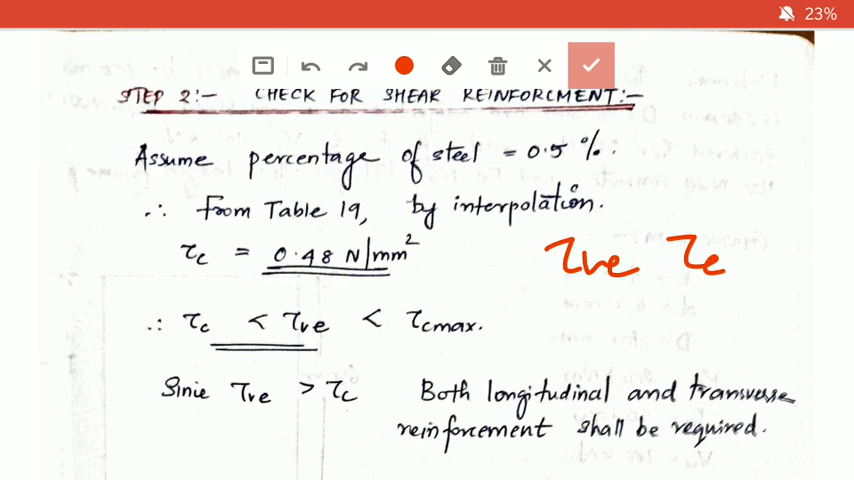 23%
STEP 2:- CHECK FOR SHEAR REINFORCMENT:-
Assume percentage of steel = 0.5 %.
∴ from Table 19, by interpolation.
τc = 0.48 N/mm²
τve τc
∴ τc < τve < τcmax.
Sinie τve > τc Both longitudinal and transverse
reinforcement shall be required.